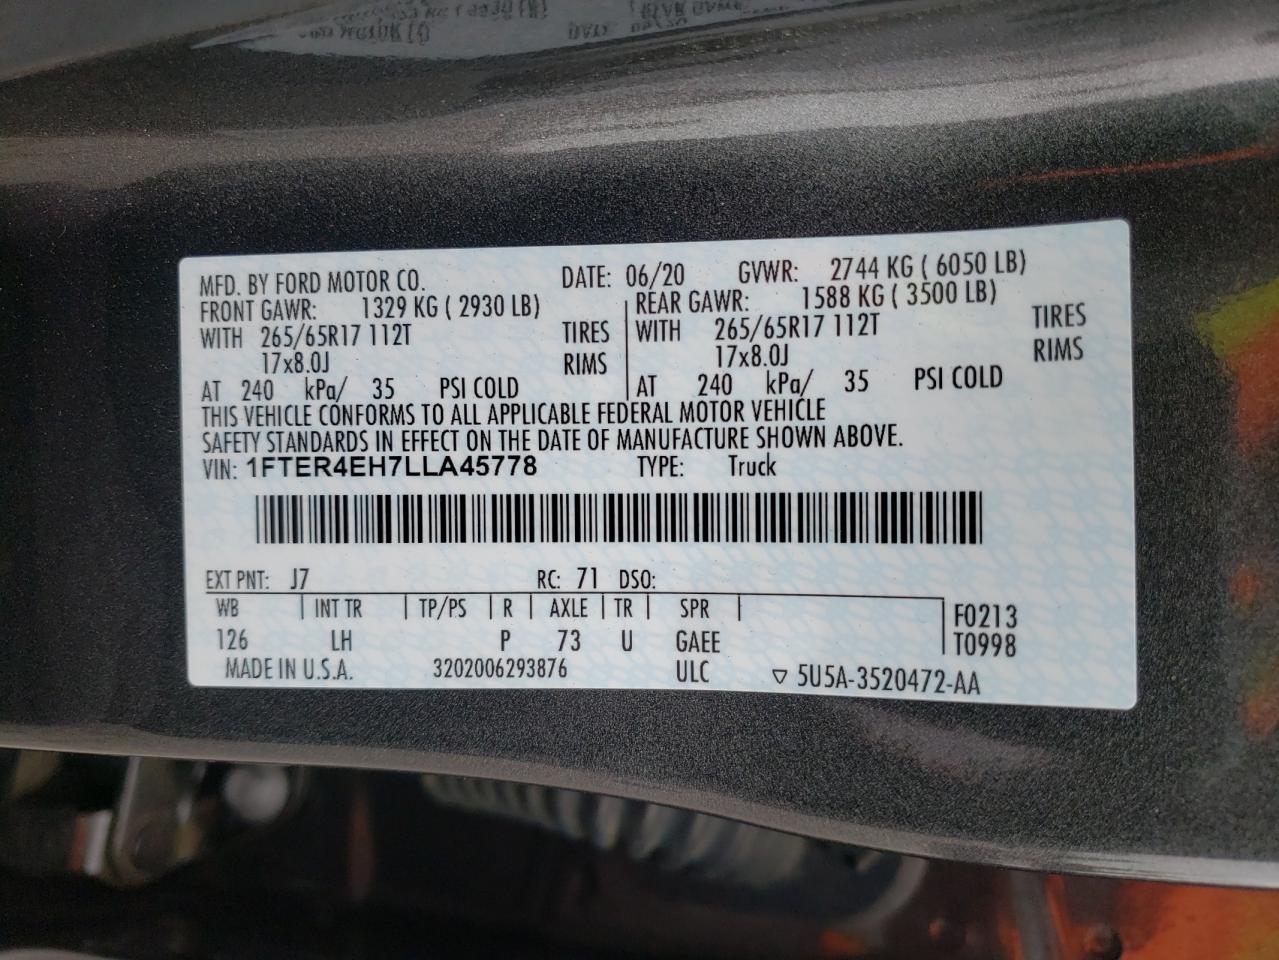 MFD. BY FORD MOTOR CO. DATE: 06/20 GVWR: 2744 KG ( 6050 LB)
FRONT GAWR: 1329 KG ( 2930 LB) REAR GAWR: 1588 KG ( 3500 LB)
WITH 265/65R17 112T TIRES WITH 265/65R17 112T TIRES
17x8.0J RIMS 17x8.0J RIMS
AT 240 kPa/ 35 PSI COLD AT 240 kPa/ 35 PSI COLD
THIS VEHICLE CONFORMS TO ALL APPLICABLE FEDERAL MOTOR VEHICLE
SAFETY STANDARDS IN EFFECT ON THE DATE OF MANUFACTURE SHOWN ABOVE.
VIN: 1FTER4EH7LLA45778 TYPE: Truck
EXT PNT: J7 RC: 71 DSO:
WB INT TR TP/PS R AXLE TR SPR F0213
126 LH P 73 U GAEE T0998
MADE IN U.S.A. 3202006293876 ULC ▽ 5U5A-3520472-AA